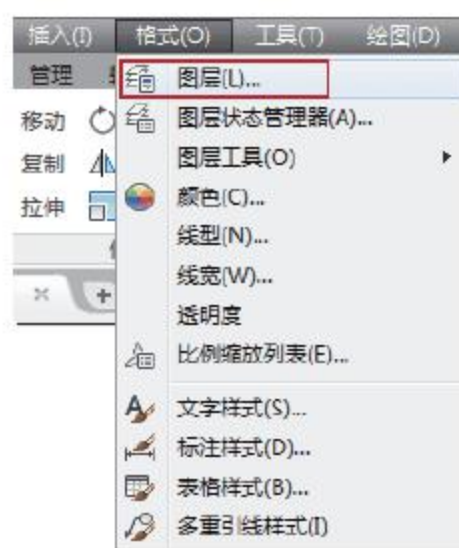 插入(I) 格式(O) 工具(T) 绘图(D)
管理
图层(L)...
移动
图层状态管理器(A)...
复制
图层工具(O)
拉伸
颜色(C)...
线型(N)...
线宽(W)...
透明度
比例缩放列表(E)...
文字样式(S)...
标注样式(D)...
表格样式(B)...
多重引线样式(I)